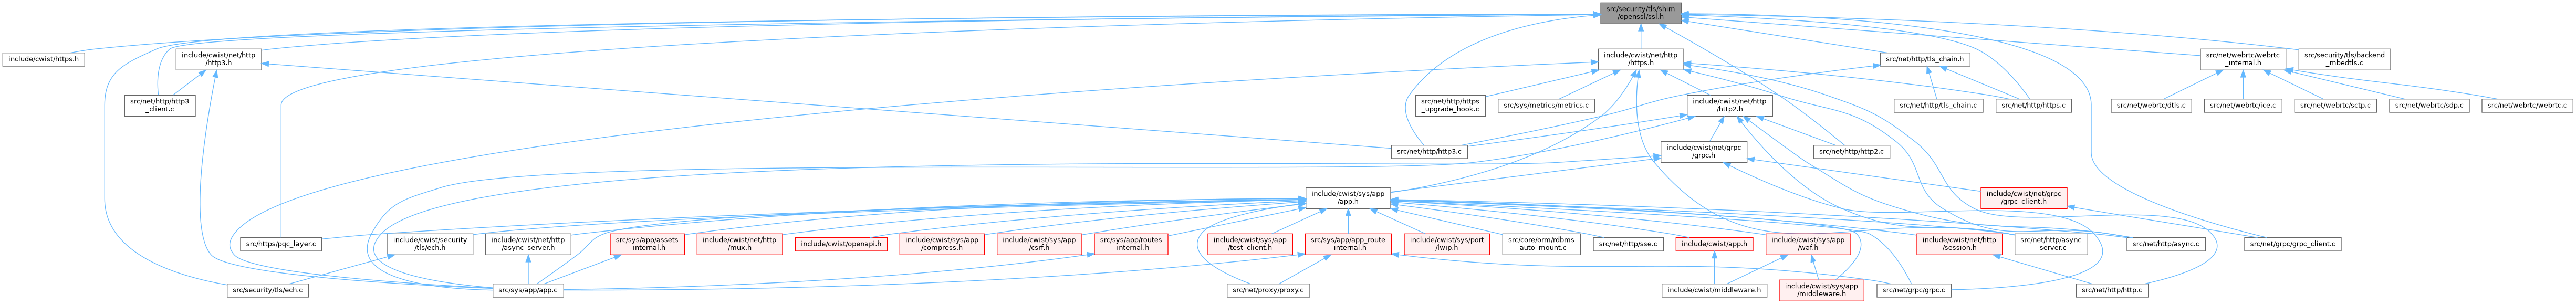 src/security/tls/shim
/openssl/ssl.h
include/cwist/https.h
include/cwist/net/http
/http3.h
include/cwist/net/http
/https.h
src/net/http/tls_chain.h
src/net/webrtc/webrtc
_internal.h
src/security/tls/backend
_mbedtls.c
src/net/http/http3
_client.c
src/net/http/https
_upgrade_hook.c
src/sys/metrics/metrics.c
include/cwist/net/http
/http2.h
src/net/http/tls_chain.c
src/net/http/https.c
src/net/webrtc/dtls.c
src/net/webrtc/ice.c
src/net/webrtc/sctp.c
src/net/webrtc/sdp.c
src/net/webrtc/webrtc.c
src/net/http/http3.c
include/cwist/net/grpc
/grpc.h
src/net/http/http2.c
include/cwist/sys/app
/app.h
include/cwist/net/grpc
/grpc_client.h
src/https/pqc_layer.c
include/cwist/security
/tls/ech.h
include/cwist/net/http
/async_server.h
src/sys/app/assets
_internal.h
include/cwist/net/http
/mux.h
include/cwist/openapi.h
include/cwist/sys/app
/compress.h
include/cwist/sys/app
/csrf.h
src/sys/app/routes
_internal.h
include/cwist/sys/app
/test_client.h
src/sys/app/app_route
_internal.h
include/cwist/sys/port
/lwip.h
src/core/orm/rdbms
_auto_mount.c
src/net/http/sse.c
include/cwist/app.h
include/cwist/sys/app
/waf.h
include/cwist/net/http
/session.h
src/net/http/async
_server.c
src/net/http/async.c
src/net/grpc/grpc_client.c
src/security/tls/ech.c
src/sys/app/app.c
src/net/proxy/proxy.c
include/cwist/middleware.h
include/cwist/sys/app
/middleware.h
src/net/grpc/grpc.c
src/net/http/http.c